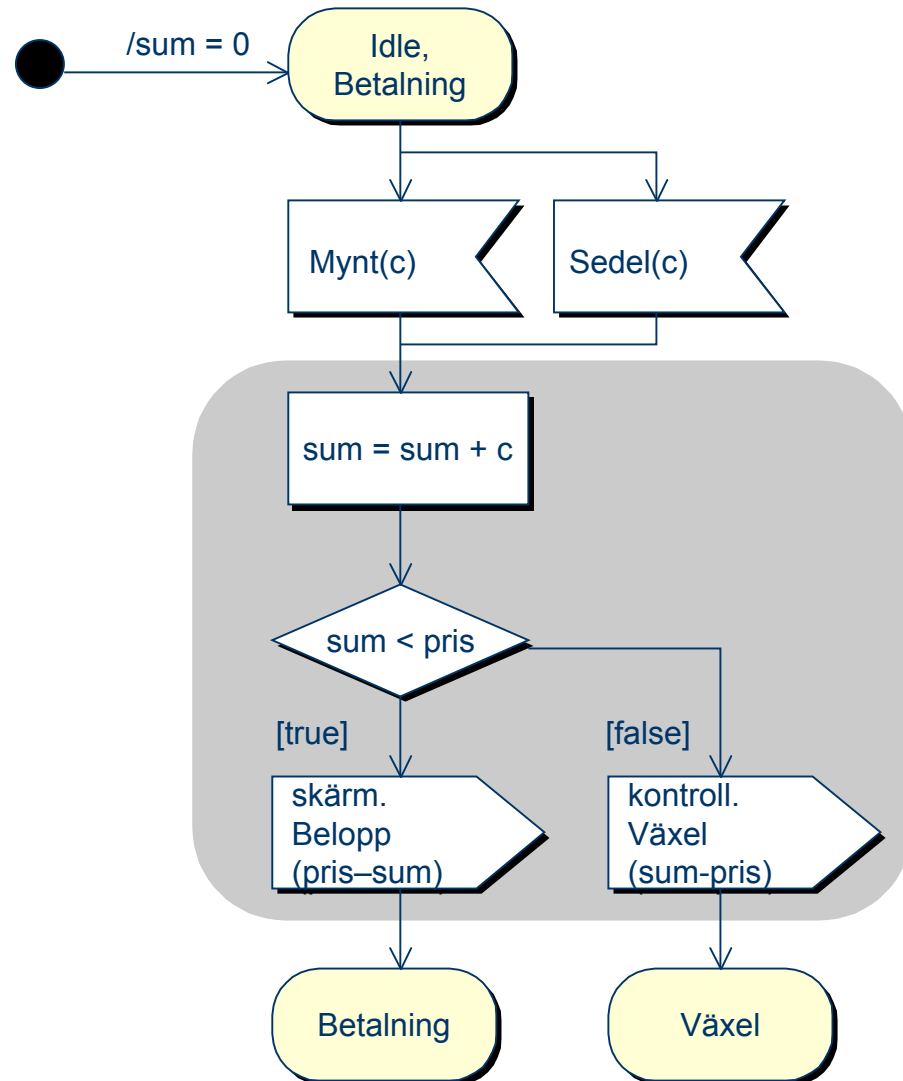 /sum = 0
Idle,
Betalning
Mynt(c)
Sedel(c)
sum = sum + c
sum < pris
[true]
[false]
skärm.
Belopp
(pris–sum)
kontroll.
Växel
(sum-pris)
Betalning
Växel